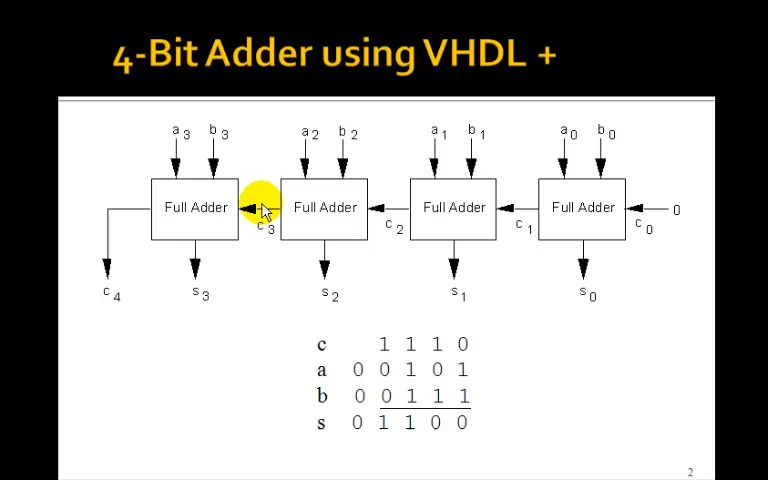 4-Bit Adder using VHDL +
a3 b3 a2 b2 a1 b1 a0 b0
Full Adder Full Adder Full Adder Full Adder 0
c3 c2 c1 c0
c4 s3 s2 s1 s0
c 1 1 1 0
a 0 0 1 0 1
b 0 0 1 1 1
s 0 1 1 0 0
2